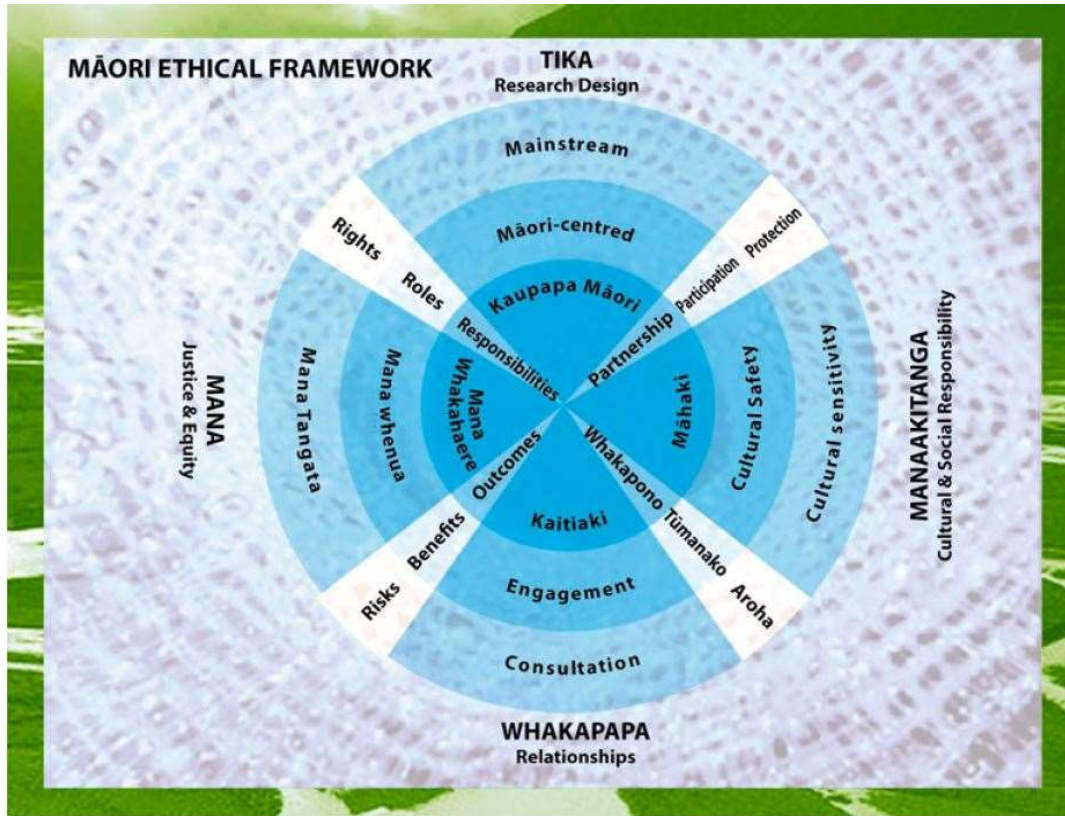 MĀORI ETHICAL FRAMEWORK
TIKA
Research Design
Mainstream
Māori-centred
Kaupapa Māori
Rights
Roles
Responsibilities
Protection
Participation
Partnership
MANA
Justice & Equity
Mana Tangata
Mana whenua
Mana
Whakahaere
Māhaki
Cultural Safety
Cultural sensitivity
MANAAKITANGA
Cultural & Social Responsibility
Outcomes
Benefits
Risks
Whakapono
Tūmanako
Aroha
Kaitiaki
Engagement
Consultation
WHAKAPAPA
Relationships